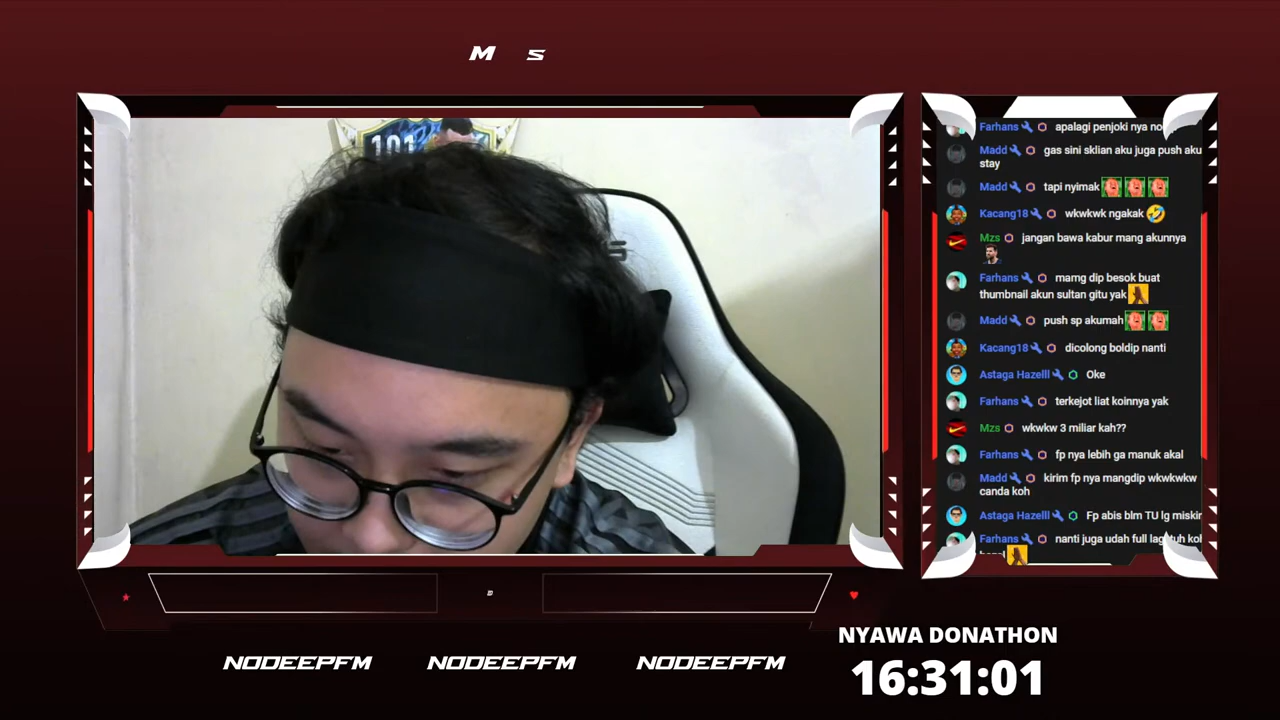 M S
101
Farhans apalagi penjoki nya no
Madd gas sini sklian aku juga push aku
stay
Madd tapi nyimak
Kacang18 wkwkwk ngakak
Mzs jangan bawa kabur mang akunnya
Farhans mamg dip besok buat
thumbnail akun sultan gitu yak
Madd push sp akumah
Kacang18 dicolong boldip nanti
Astaga Hazelll Oke
Farhans terkejot liat koinnya yak
Mzs wkwkw 3 miliar kah??
Farhans fp nya lebih ga manuk akal
Madd kirim fp nya mangdip wkwkwkw
canda koh
Astaga Hazelll Fp abis blm TU lg miskin
Farhans nanti juga udah full lag
NODEEPFM NODEEPFM NODEEPFM
NYAWA DONATHON
16:31:01